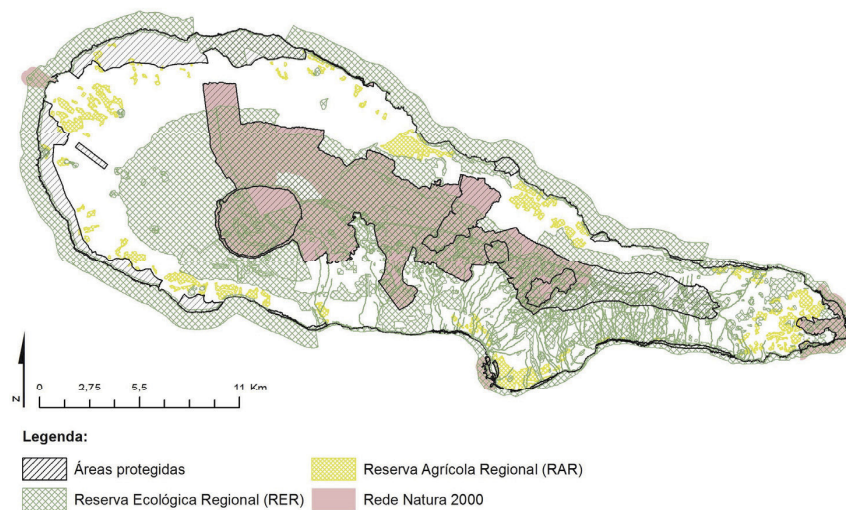 N
0 2,75 5,5 11 Km
Legenda:
Áreas protegidas
Reserva Agrícola Regional (RAR)
Reserva Ecológica Regional (RER)
Rede Natura 2000